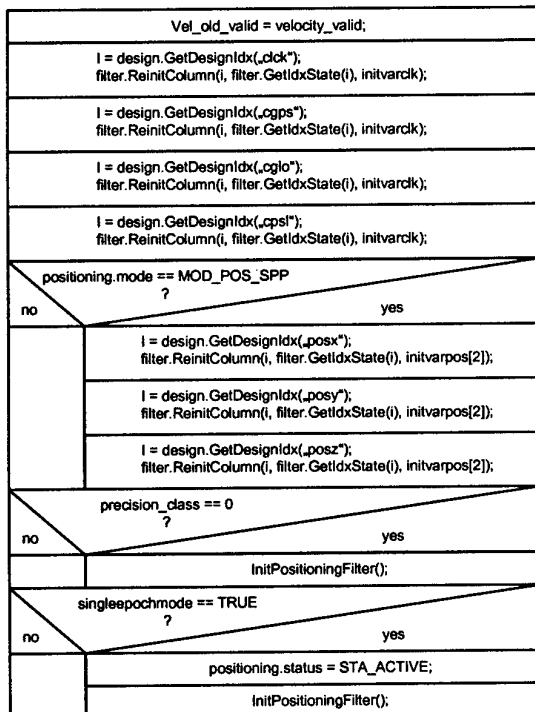 Vel_old_valid = velocity_valid;
I = design.GetDesignIdx(„clck“);
filter.ReinitColumn(i, filter.GetIdxState(i), initvarclk);
I = design.GetDesignIdx(„cgps“);
filter.ReinitColumn(i, filter.GetIdxState(i), initvarclk);
I = design.GetDesignIdx(„cglo“);
filter.ReinitColumn(i, filter.GetIdxState(i), initvarclk);
I = design.GetDesignIdx(„cpsl“);
filter.ReinitColumn(i, filter.GetIdxState(i), initvarclk);
positioning.mode == MOD_POS_SPP
?
no yes
I = design.GetDesignIdx(„posx“);
filter.ReinitColumn(i, filter.GetIdxState(i), initvarpos[2]);
I = design.GetDesignIdx(„posy“);
filter.ReinitColumn(i, filter.GetIdxState(i), initvarpos[2]);
I = design.GetDesignIdx(„posz“);
filter.ReinitColumn(i, filter.GetIdxState(i), initvarpos[2]);
precision_class == 0
?
no yes
InitPositioningFilter();
singleepochmode == TRUE
?
no yes
positioning.status = STA_ACTIVE;
InitPositioningFilter();